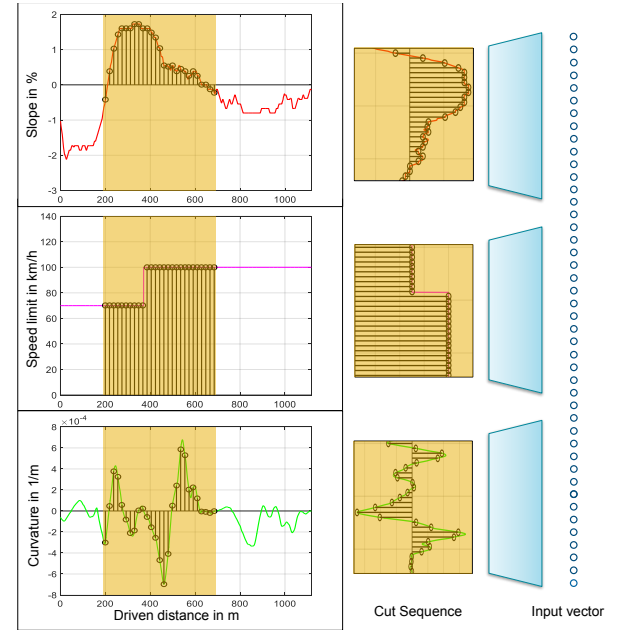 2
1
0
-1
-2
-3
Slope in %
0 200 400 600 800 1000
140
120
100
80
60
40
20
0
Speed limit in km/h
0 200 400 600 800 1000
×10⁻⁴
8
6
4
2
0
-2
-4
-6
-8
Curvature in 1/m
0 200 400 600 800 1000
Driven distance in m
Cut Sequence
Input vector